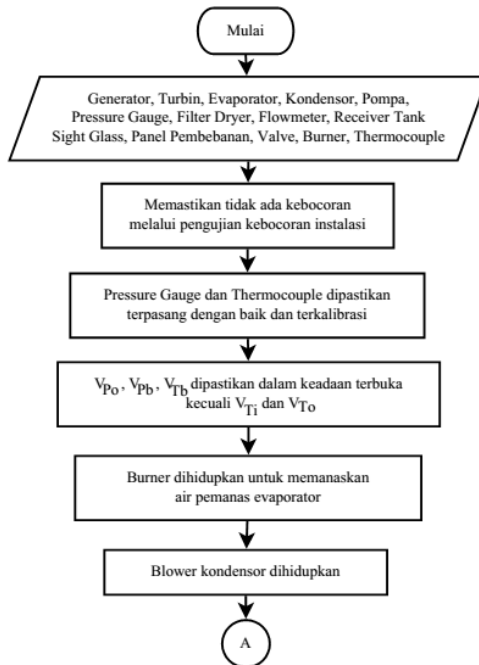 Mulai
Generator, Turbin, Evaporator, Kondensor, Pompa,
Pressure Gauge, Filter Dryer, Flowmeter, Receiver Tank
Sight Glass, Panel Pembebanan, Valve, Burner, Thermocouple
Memastikan tidak ada kebocoran
melalui pengujian kebocoran instalasi
Pressure Gauge dan Thermocouple dipastikan
terpasang dengan baik dan terkalibrasi
VPo, VPb, VTb dipastikan dalam keadaan terbuka
kecuali VTi dan VTo
Burner dihidupkan untuk memanaskan
air pemanas evaporator
Blower kondensor dihidupkan
A